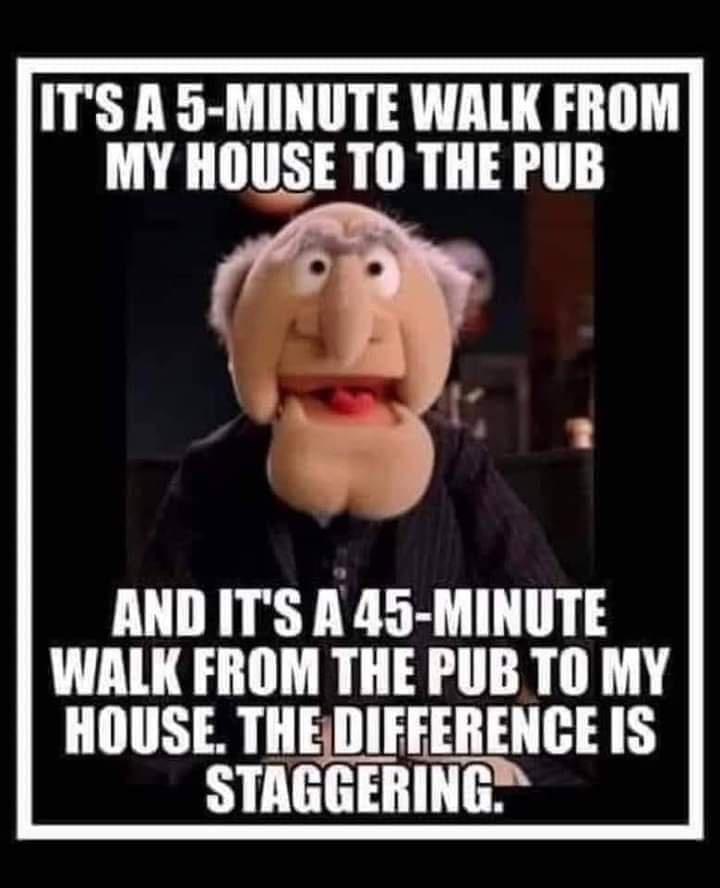 IT'S A 5-MINUTE WALK FROM
MY HOUSE TO THE PUB
AND IT'S A 45-MINUTE
WALK FROM THE PUB TO MY
HOUSE. THE DIFFERENCE IS
STAGGERING.